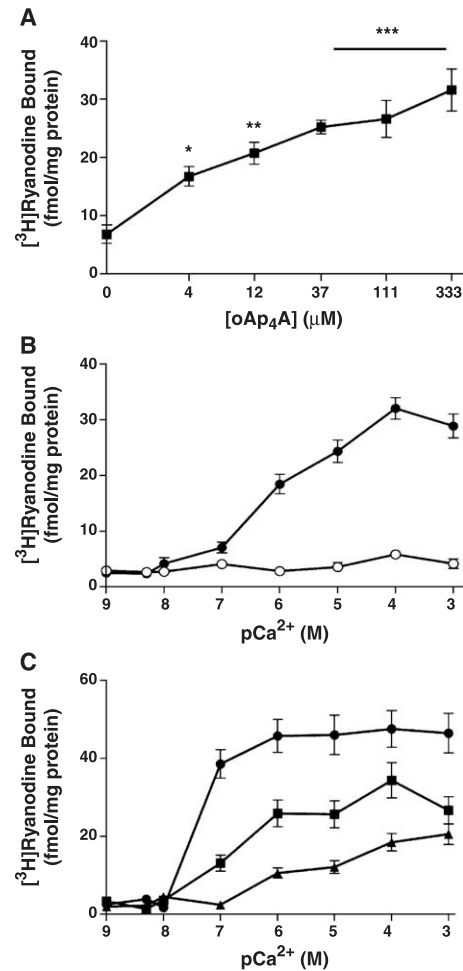 A
[³H]Ryanodine Bound
(fmol/mg protein)
40
30
20
10
0
*
**
***
0 4 12 37 111 333
[oAp₄A] (μM)
B
[³H]Ryanodine Bound
(fmol/mg protein)
40
30
20
10
0
9 8 7 6 5 4 3
pCa²⁺ (M)
C
[³H]Ryanodine Bound
(fmol/mg protein)
60
40
20
0
9 8 7 6 5 4 3
pCa²⁺ (M)